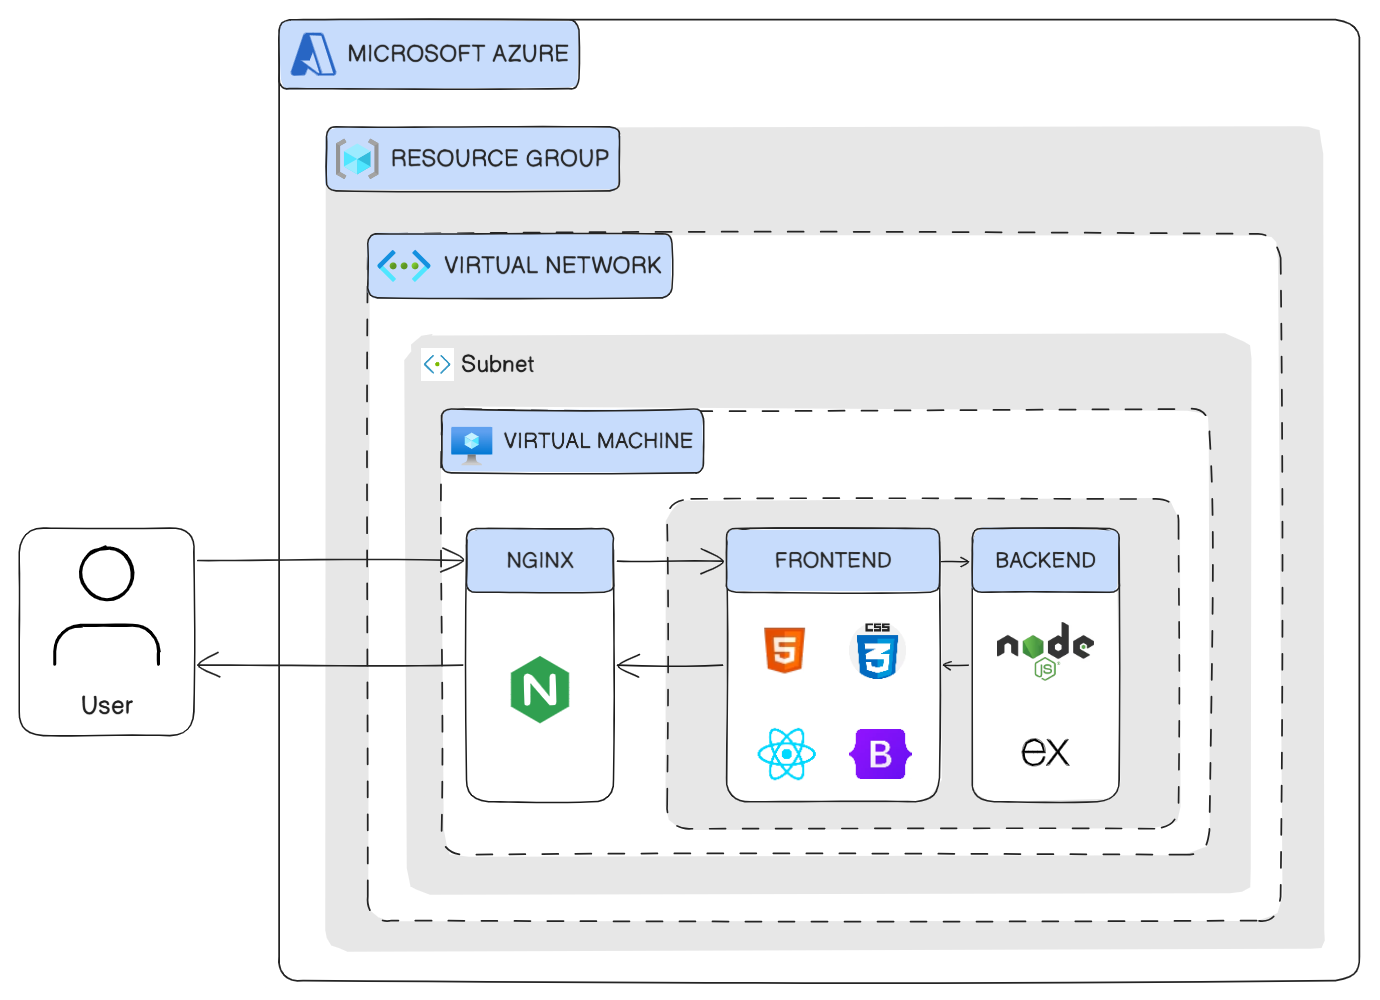 MICROSOFT AZURE
RESOURCE GROUP
VIRTUAL NETWORK
Subnet
VIRTUAL MACHINE
NGINX
FRONTEND
BACKEND
User
N
5
CSS
3
B
node
JS
ex